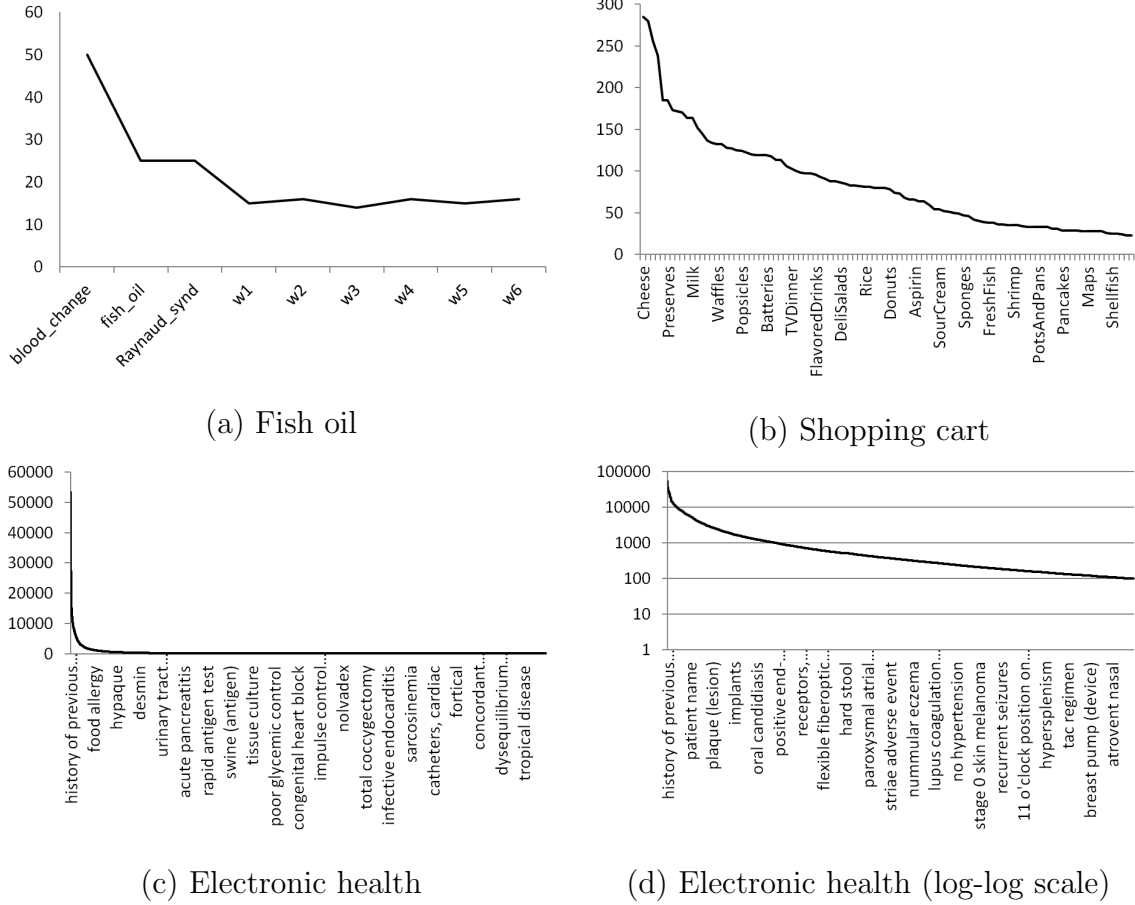 60
50
40
30
20
10
0
blood_change
fish_oil
Raynaud_Synd
w1
w2
w3
w4
w5
w6
(a) Fish oil
300
250
200
150
100
50
0
Cheese
Preserves
Milk
Waffles
Popsicles
Batteries
TVDinner
FlavoredDrinks
DeliSalads
Rice
Donuts
Aspirin
SourCream
Sponges
FreshFish
Shrimp
PotsAndPans
Pancakes
Maps
Shellfish
(b) Shopping cart
60000
50000
40000
30000
20000
10000
0
history of previous...
food allergy
hypaque
desmin
urinary tract...
acute pancreatitis
rapid antigen test
swine (antigen)
tissue culture
poor glycemic control
congenital heart block
impulse control...
nolvadex
total coccygectomy
infective endocarditis
sarcosinemia
catheters, cardiac
fortical
concordant...
dysequilibrium...
tropical disease
(c) Electronic health
100000
10000
1000
100
10
1
history of previous...
patient name
plaque (lesion)
implants
oral candidiasis
positive end-...
receptors,...
flexible fiberoptic...
hard stool
paroxysmal atrial...
striae adverse event
nummular eczema
lupus coagulation...
no hypertension
stage 0 skin melanoma
recurrent seizures
11 o'clock position on...
hypersplenism
tac regimen
breast pump (device)
atrovent nasal
(d) Electronic health (log-log scale)